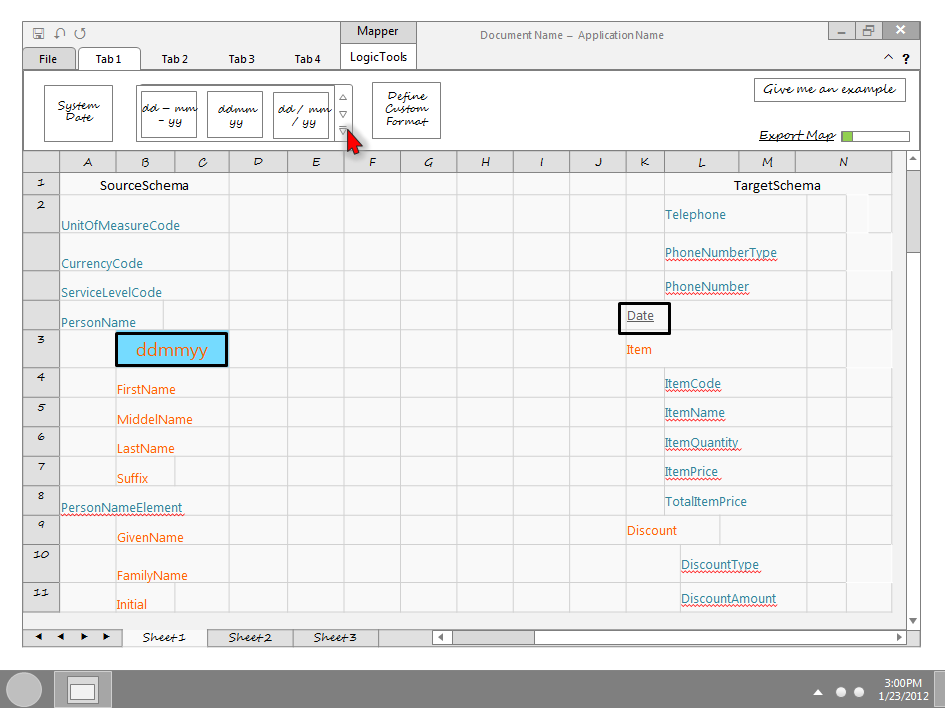 Mapper
Document Name – Application Name
File Tab 1 Tab 2 Tab 3 Tab 4 LogicTools
?
System
Date
dd – mm
- yy
ddmm
yy
dd / mm
/ yy
Define
Custom
Format
Give me an example
Export Map
A B C D E F G H I J K L M N
1 SourceSchema TargetSchema
2 Telephone
UnitOfMeasureCode
PhoneNumberType
CurrencyCode
PhoneNumber
ServiceLevelCode
Date
PersonName
3 ddmmyy Item
4 ItemCode
FirstName
5 ItemName
MiddelName
6 ItemQuantity
LastName
7 ItemPrice
Suffix
8 TotalItemPrice
PersonNameElement
9 Discount
GivenName
10 DiscountType
FamilyName
11 DiscountAmount
Initial
Sheet1 Sheet2 Sheet3
3:00PM
1/23/2012